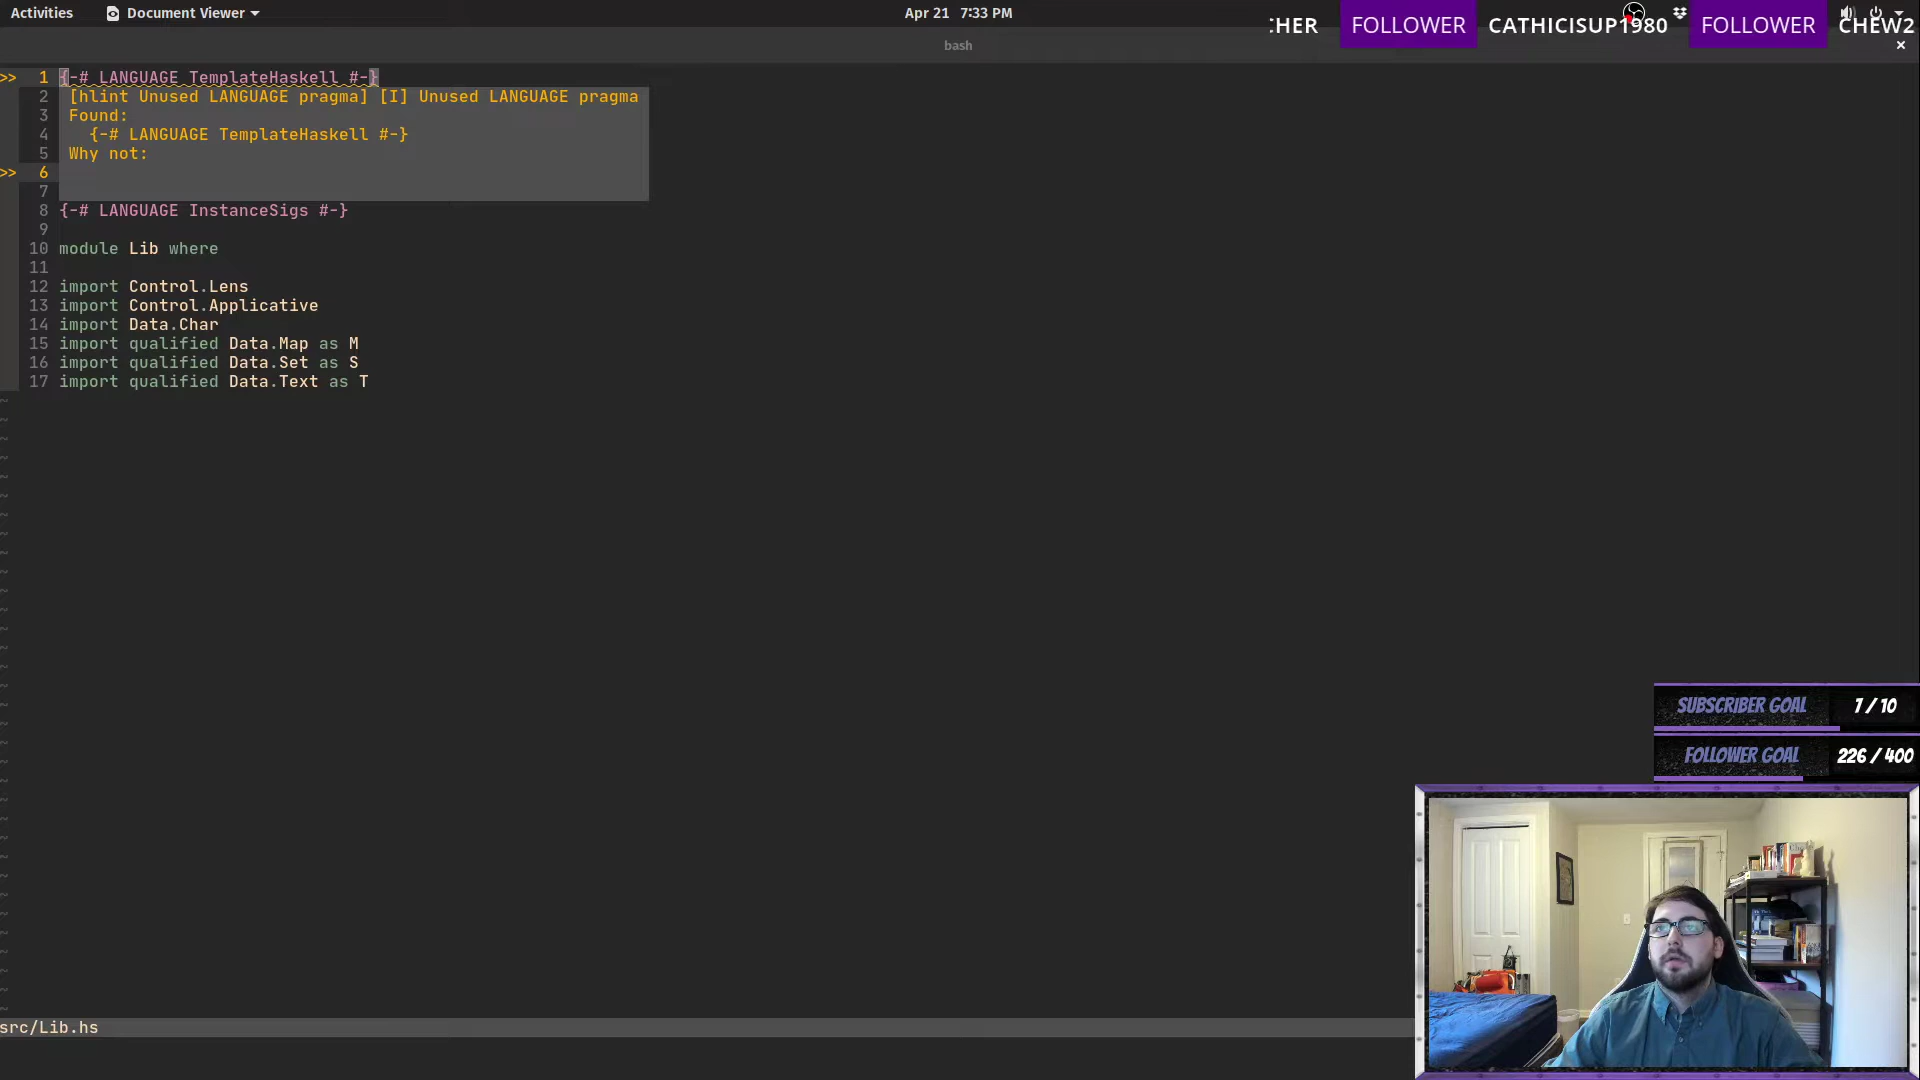 Activities Document Viewer Apr 21 7:33 PM
CHER FOLLOWER CATHICISUP1980 FOLLOWER CHEW2
bash
>> 1 {-# LANGUAGE TemplateHaskell #-}
2 [hlint Unused LANGUAGE pragma] [I] Unused LANGUAGE pragma
3 Found:
4 {-# LANGUAGE TemplateHaskell #-}
5 Why not:
>> 6
7
8 {-# LANGUAGE InstanceSigs #-}
9
10 module Lib where
11
12 import Control.Lens
13 import Control.Applicative
14 import Data.Char
15 import qualified Data.Map as M
16 import qualified Data.Set as S
17 import qualified Data.Text as T
SUBSCRIBER GOAL 7 / 10
FOLLOWER GOAL 226 / 400
src/Lib.hs